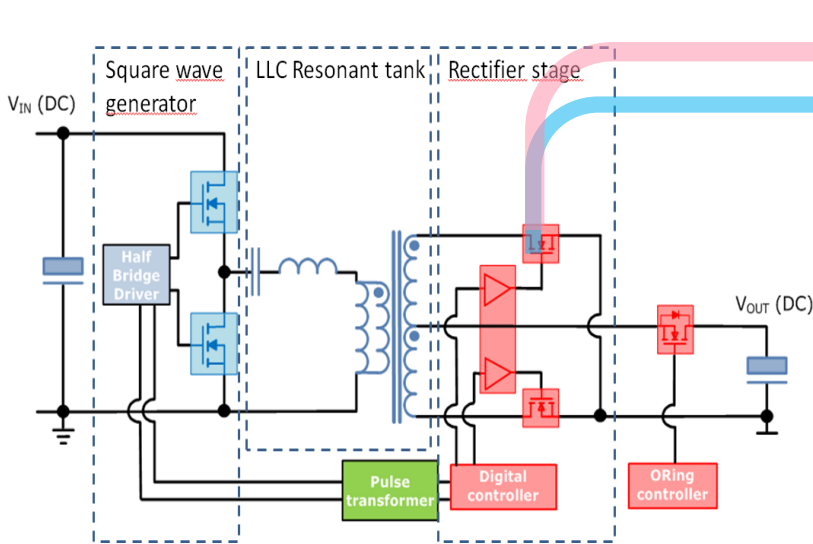 Square wave
generator
LLC Resonant tank
Rectifier stage
VIN (DC)
Half
Bridge
Driver
VOUT (DC)
Pulse
transformer
Digital
controller
ORing
controller